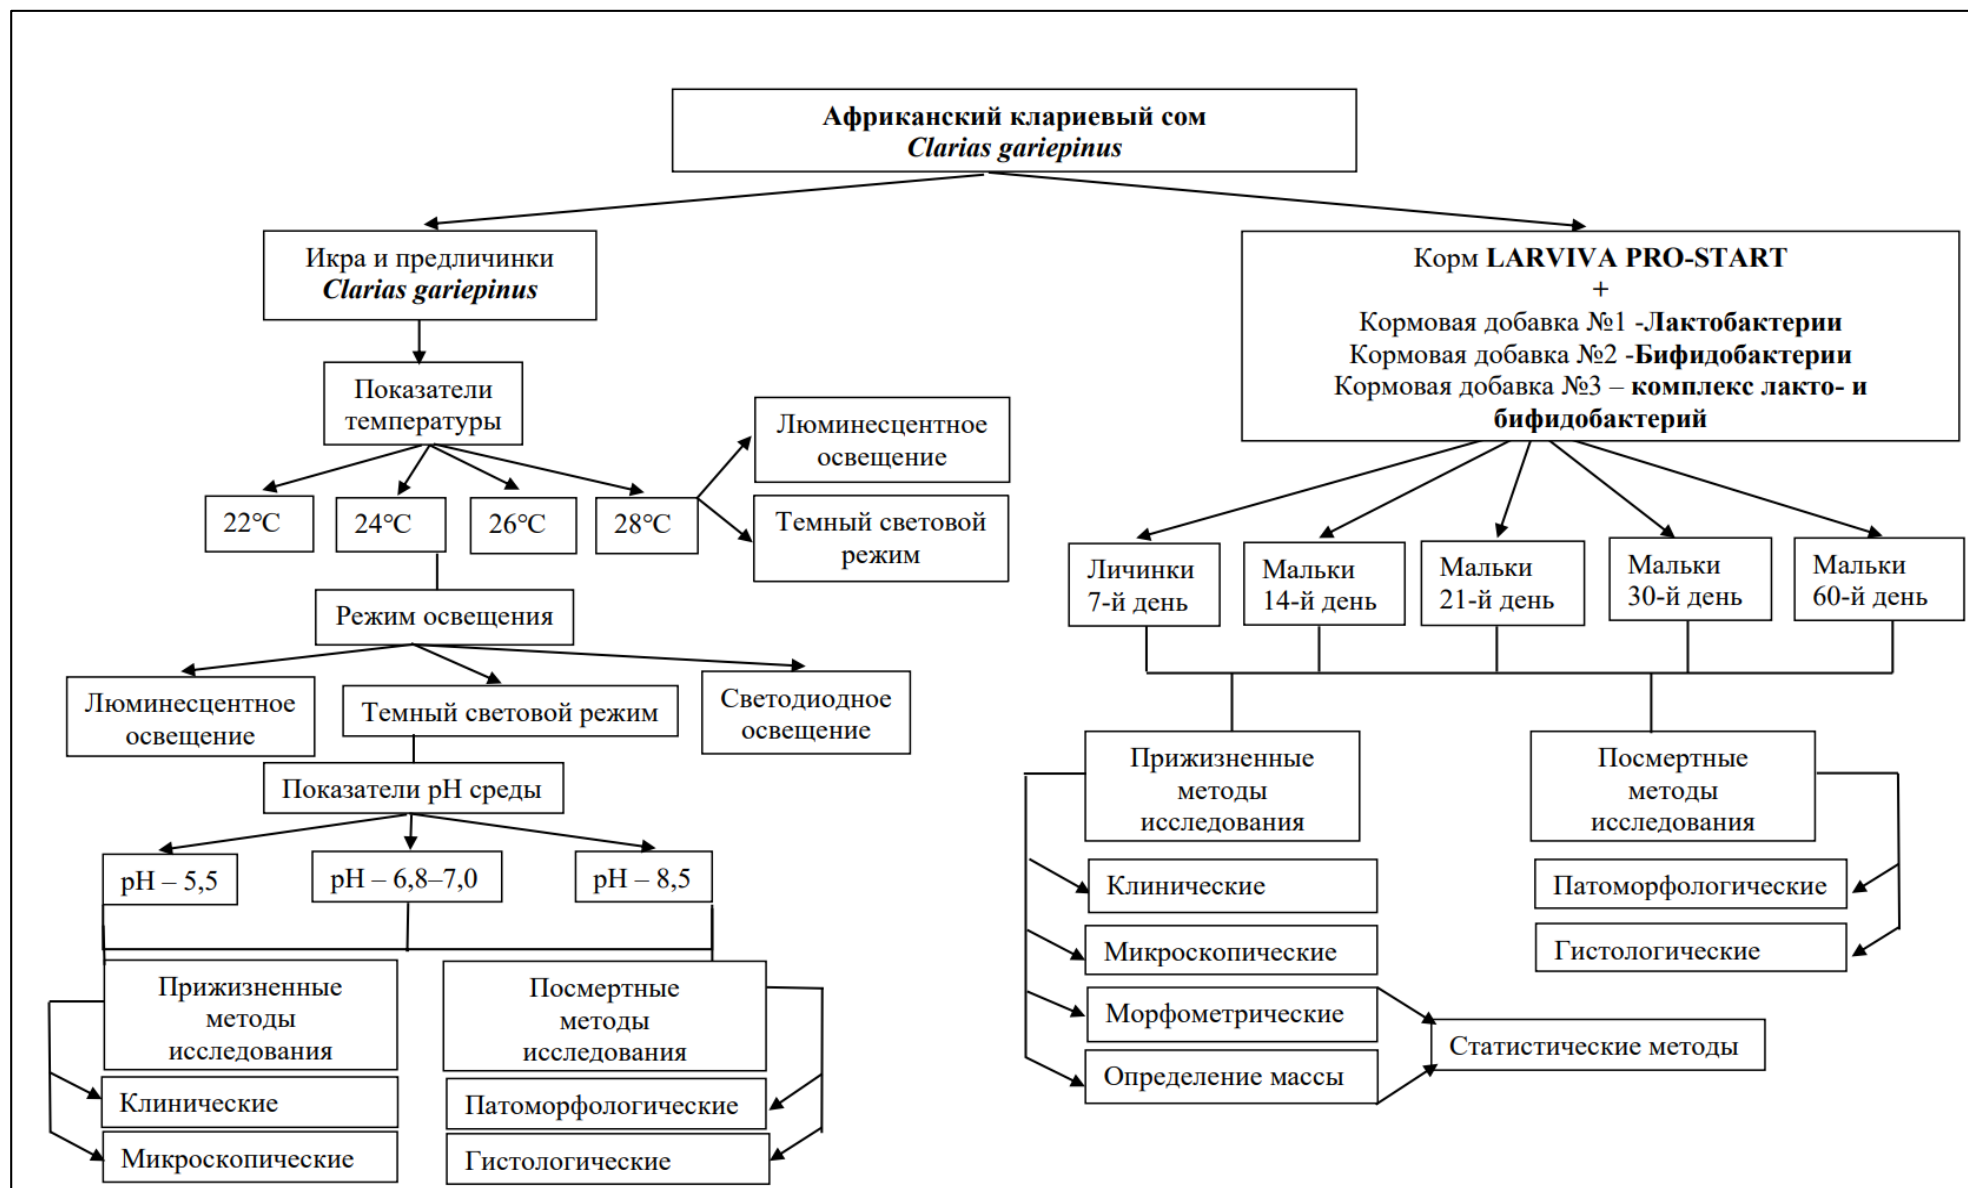 Африканский клариевый сом
Clarias gariepinus
Икра и предличинки
Clarias gariepinus
Показатели
температуры
22°C
24°C
26°C
28°C
Люминесцентное
освещение
Темный световой
режим
Режим освещения
Люминесцентное
освещение
Темный световой режим
Светодиодное
освещение
Показатели pH среды
pH – 5,5
pH – 6,8–7,0
pH – 8,5
Прижизненные
методы
исследования
Клинические
Микроскопические
Посмертные
методы
исследования
Патоморфологические
Гистологические
Корм LARVIVA PRO-START
+
Кормовая добавка №1 -Лактобактерии
Кормовая добавка №2 -Бифидобактерии
Кормовая добавка №3 – комплекс лакто- и
бифидобактерий
Личинки
7-й день
Мальки
14-й день
Мальки
21-й день
Мальки
30-й день
Мальки
60-й день
Прижизненные
методы
исследования
Клинические
Микроскопические
Морфометрические
Определение массы
Статистические методы
Посмертные
методы
исследования
Патоморфологические
Гистологические